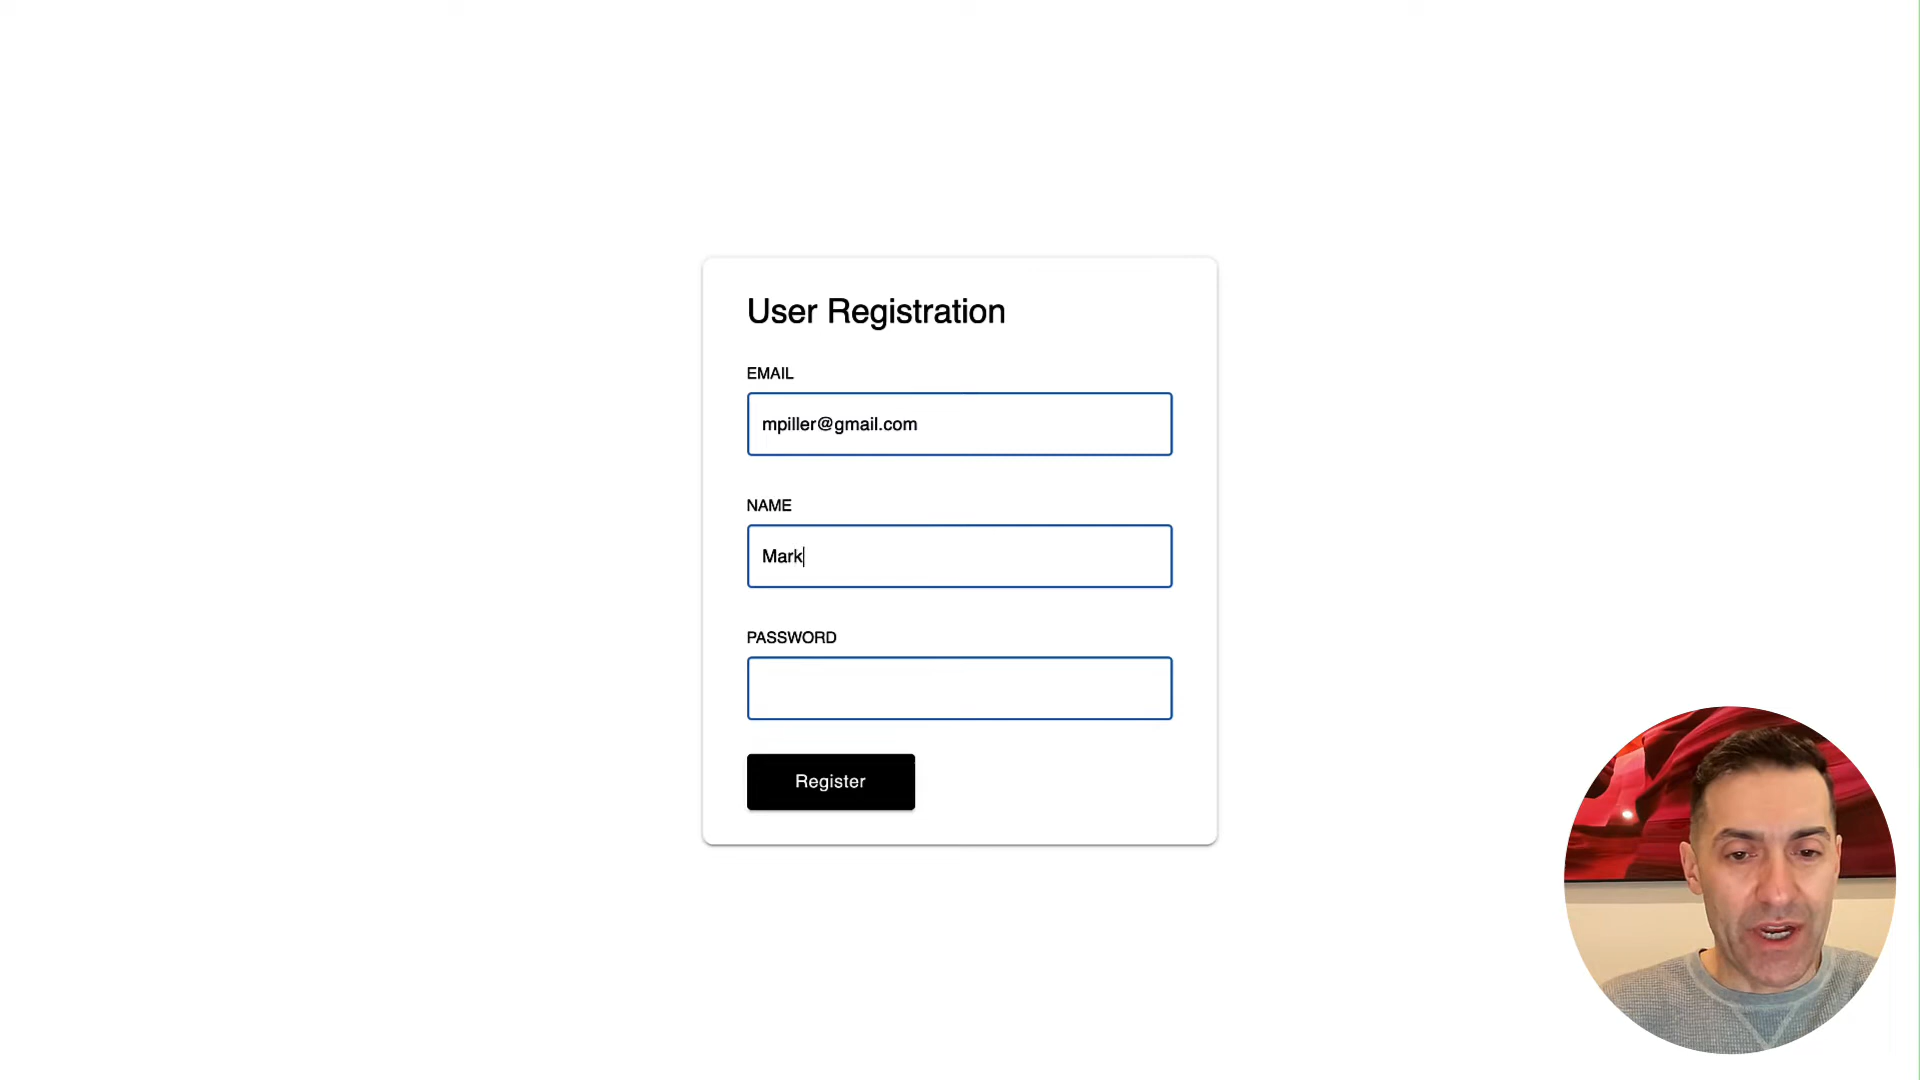 User Registration
EMAIL
mpiller@gmail.com
NAME
Mark
PASSWORD
Register